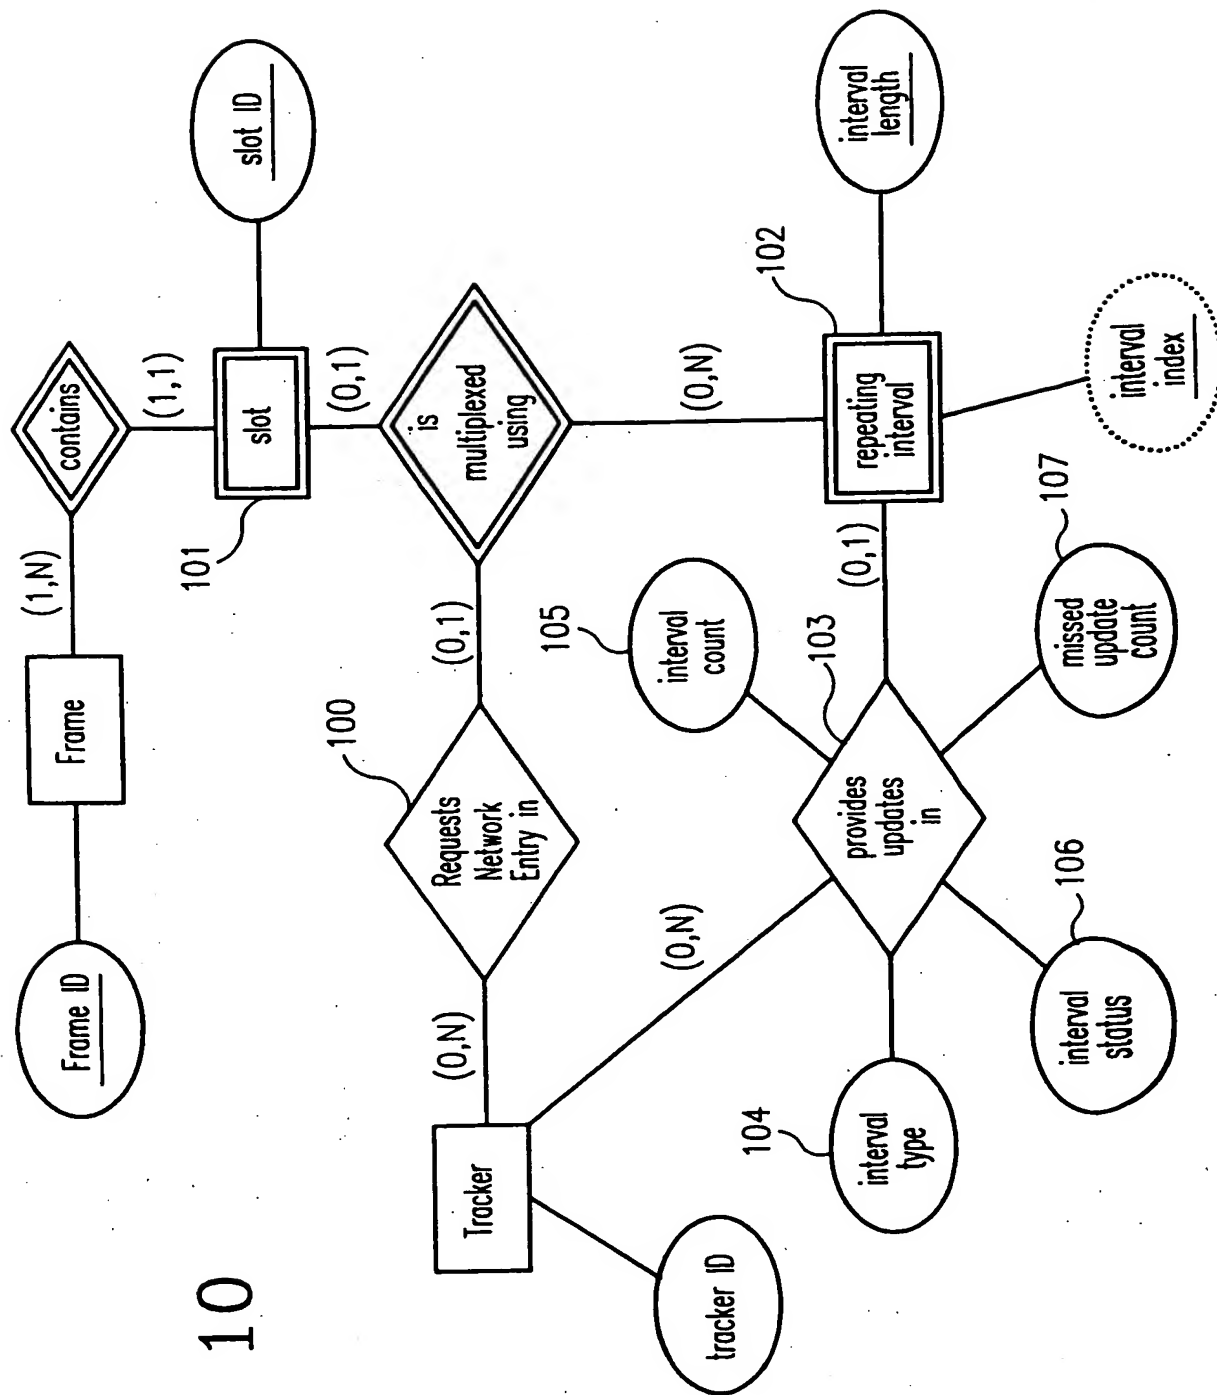 Frame ID
Frame
(1,N)
contains
(1,1)
101
10
slot
slot ID
(0,1)
100
Requests
Network
Entry in
(0,1)
is
multiplexed
using
(0,N)
Tracker
105
interval
count
(0,N)
(0,N)
tracker ID
104
102
103
interval
type
provides
updates
in
(0,1)
repeating
interval
interval
length
106
107
interval
status
missed
update
count
interval
index